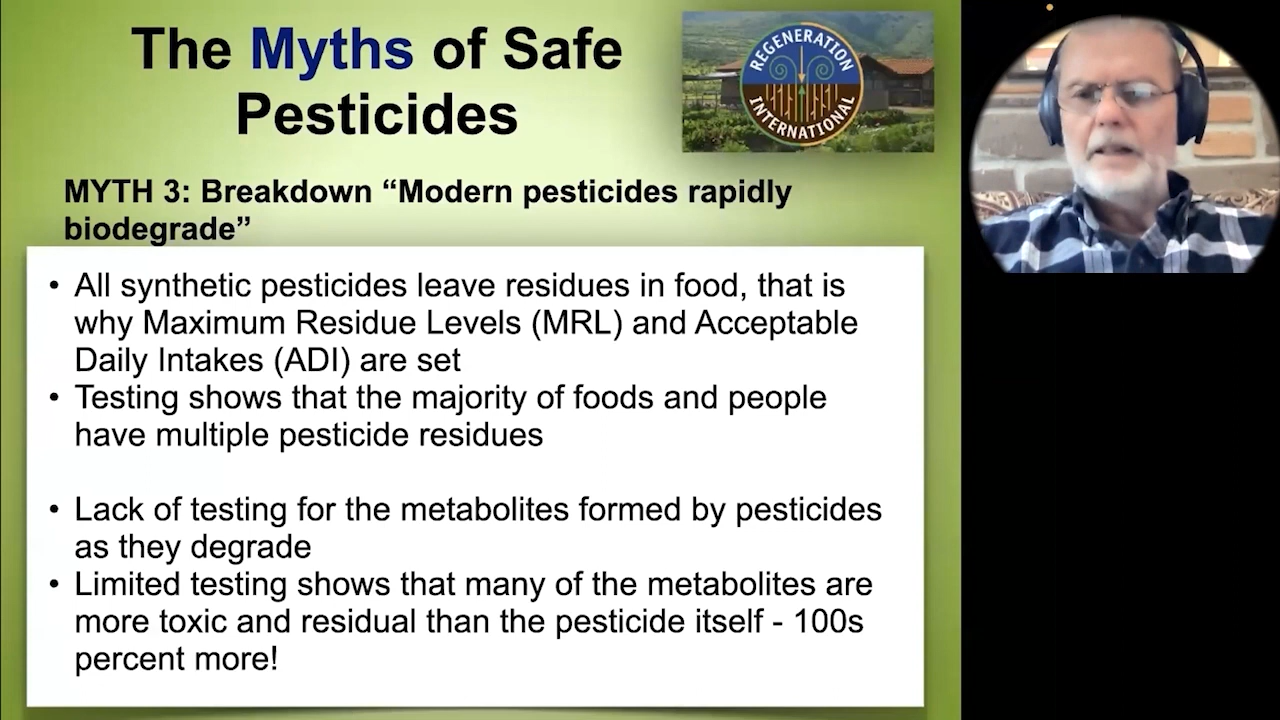 The Myths of Safe
Pesticides
REGENERATION
INTERNATIONAL
MYTH 3: Breakdown “Modern pesticides rapidly
biodegrade”
• All synthetic pesticides leave residues in food, that is
why Maximum Residue Levels (MRL) and Acceptable
Daily Intakes (ADI) are set
• Testing shows that the majority of foods and people
have multiple pesticide residues
• Lack of testing for the metabolites formed by pesticides
as they degrade
• Limited testing shows that many of the metabolites are
more toxic and residual than the pesticide itself - 100s
percent more!